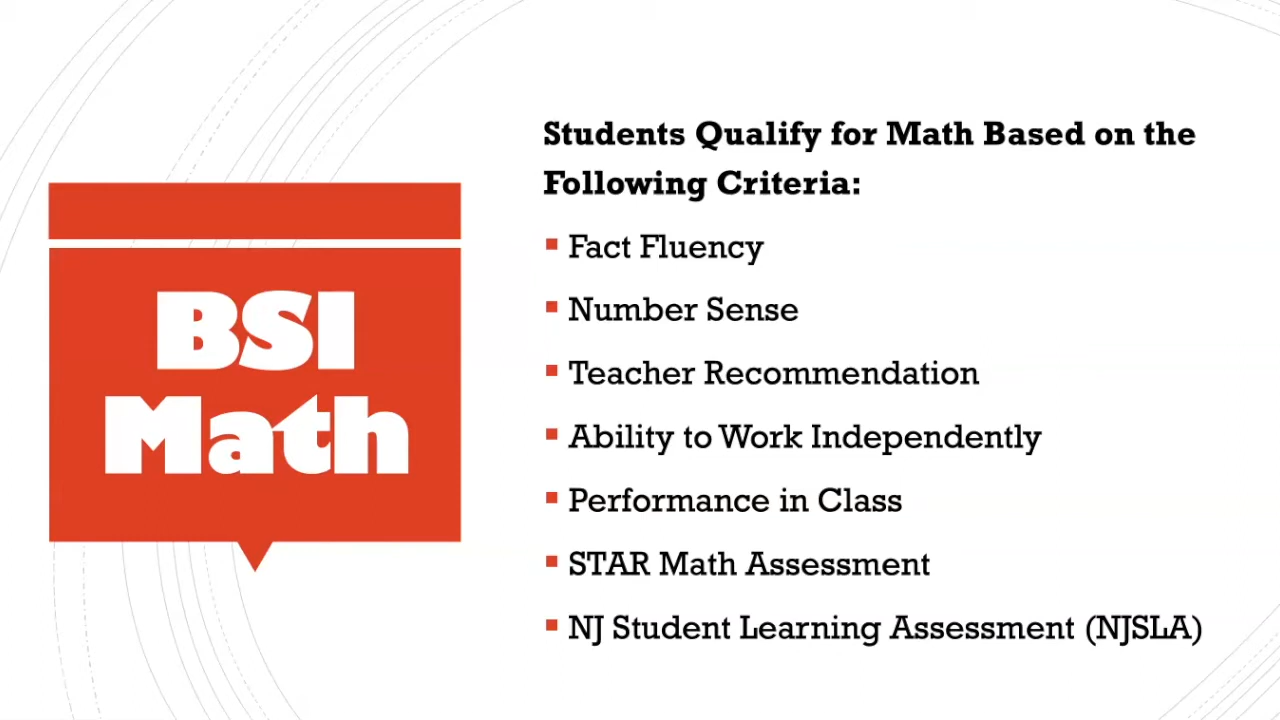 BSI
Math
Students Qualify for Math Based on the
Following Criteria:
Fact Fluency
Number Sense
Teacher Recommendation
Ability to Work Independently
Performance in Class
STAR Math Assessment
NJ Student Learning Assessment (NJSLA)